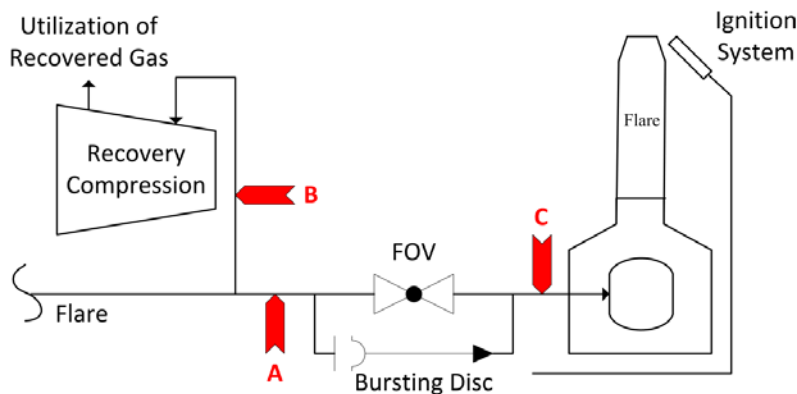 Utilization of
Recovered Gas
Ignition
System
Flare
Recovery
Compression
B
C
FOV
Flare
A
Bursting Disc